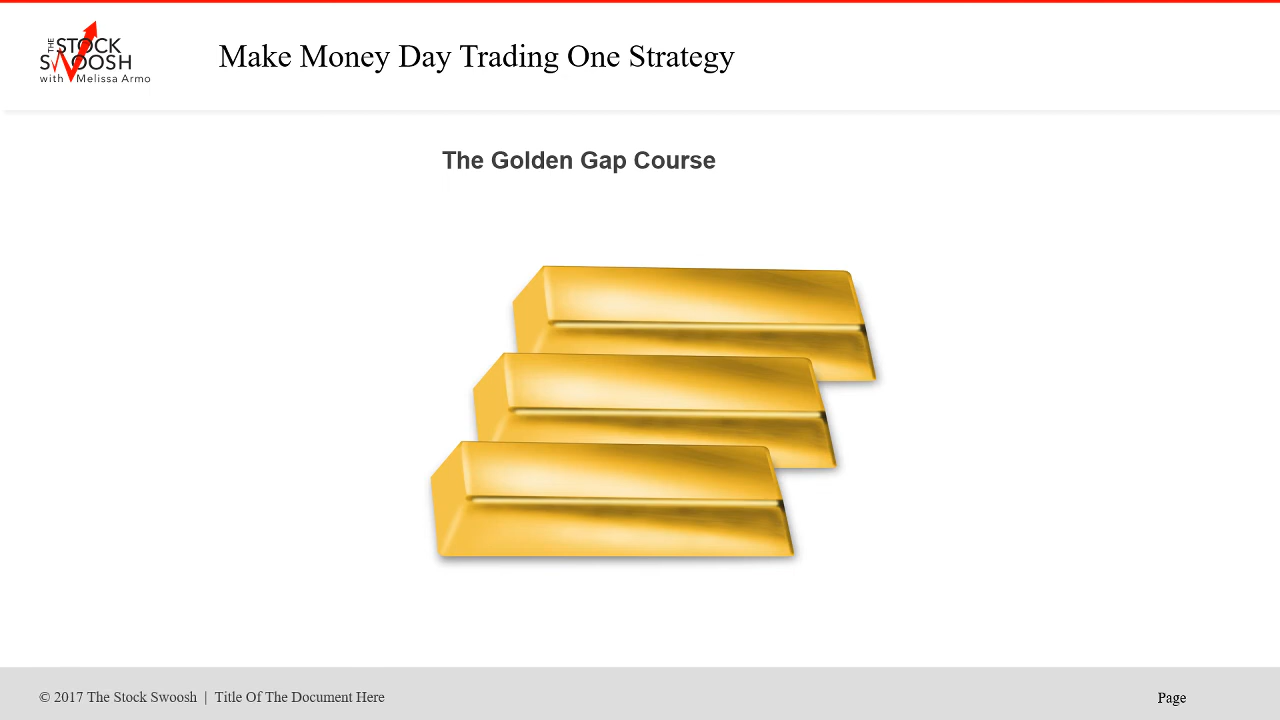 THE STOCK
SWOOSH
with Melissa Armo
Make Money Day Trading One Strategy
The Golden Gap Course
© 2017 The Stock Swoosh | Title Of The Document Here
Page